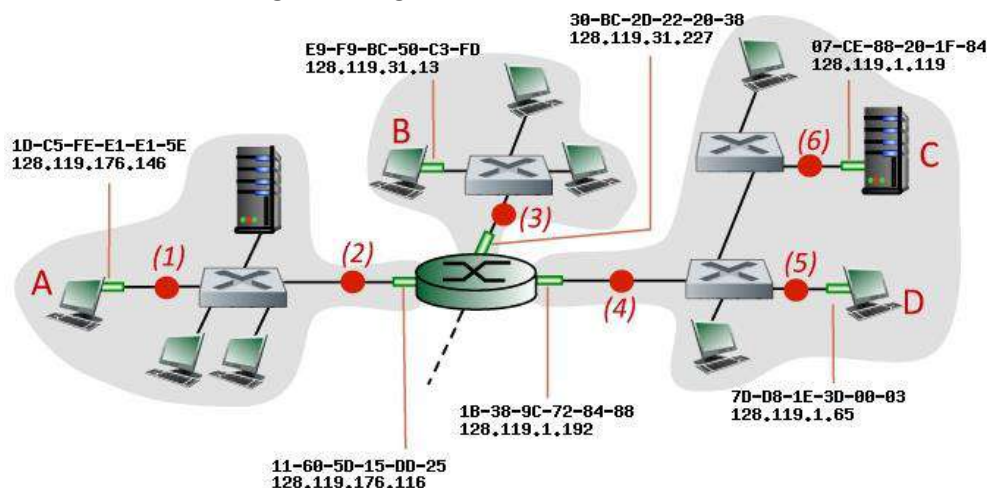 30-BC-2D-22-20-38
128.119.31.227
E9-F9-BC-50-C3-FD
128.119.31.13
07-CE-88-20-1F-84
128.119.1.119
1D-C5-FE-E1-E1-5E
128.119.176.146
B
(6)
C
(3)
A
(1)
(2)
(4)
(5)
D
7D-D8-1E-3D-00-03
128.119.1.65
1B-38-9C-72-84-88
128.119.1.192
11-60-5D-15-DD-25
128.119.176.116